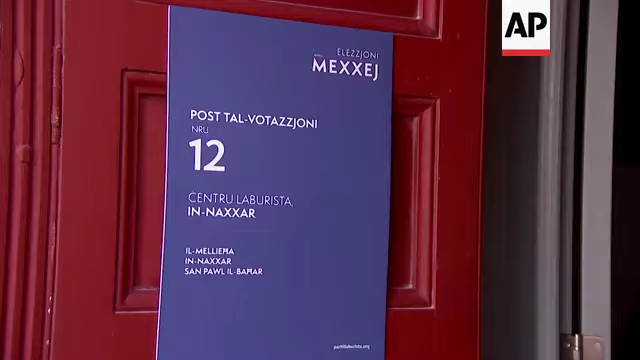 AP
ELEZZJONI
MEXXEJ
POST TAL-VOTAZZJONI
NRU
12
ĊENTRU LABURISTA,
IN-NAXXAR
IL-MELLIEĦA
IN-NAXXAR
SAN PAWL IL-BAĦAR
partitlaburista.org